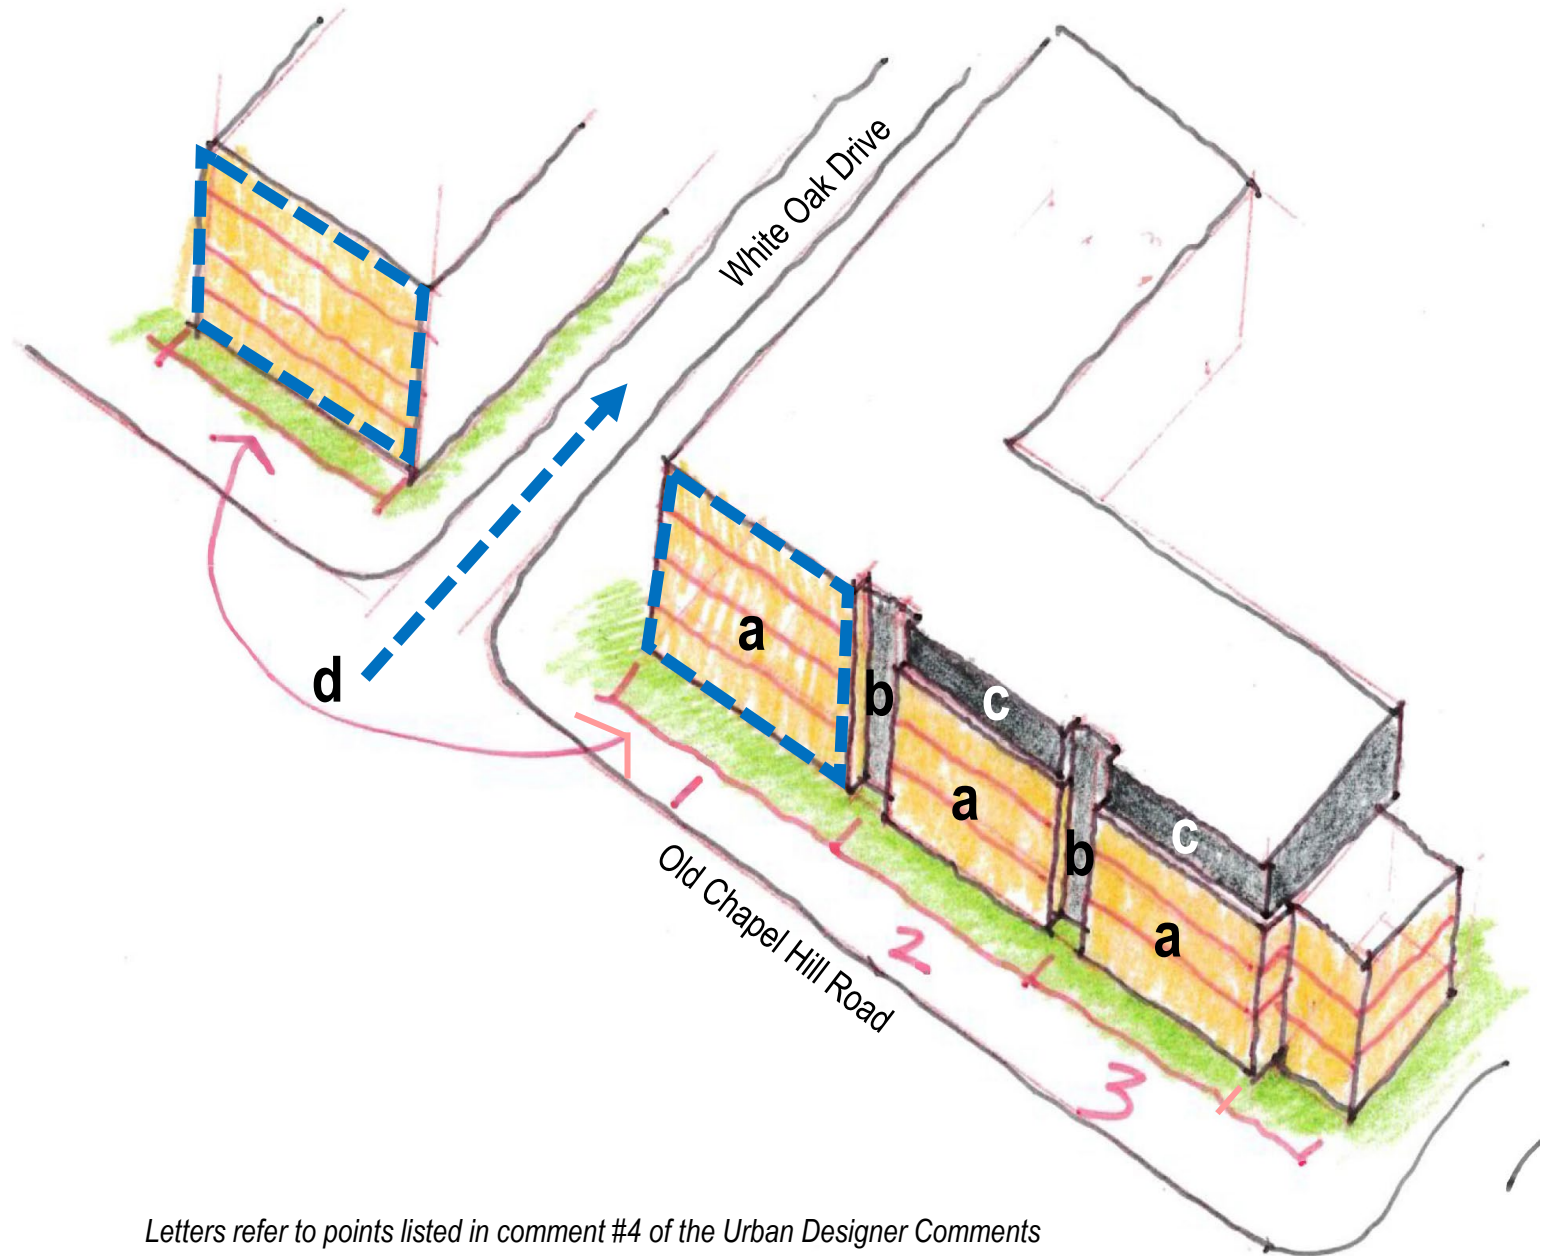 White Oak Drive
a
d
b
c
a
c
b
a
1
Old Chapel Hill Road
2
3
Letters refer to points listed in comment #4 of the Urban Designer Comments